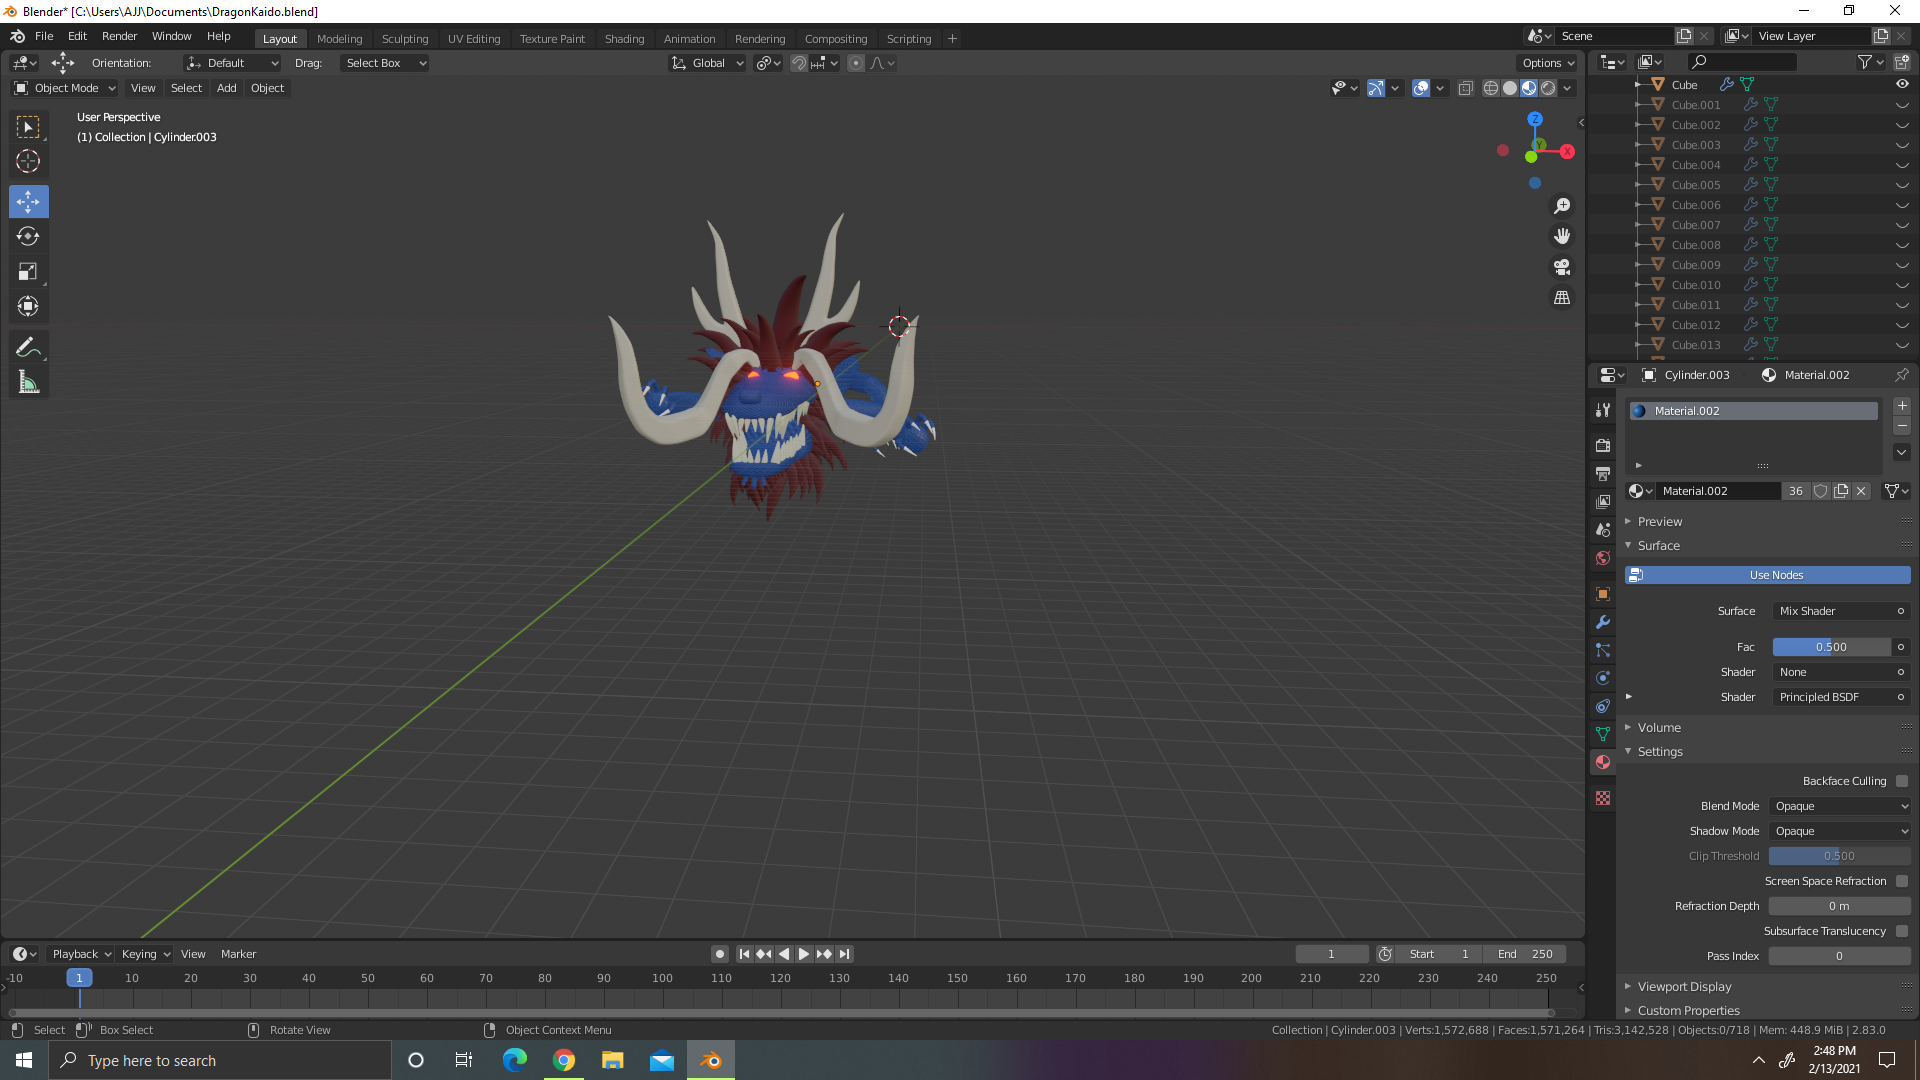 Blender* [C:\Users\AJJ\Documents\DragonKaido.blend]
File Edit Render Window Help Layout Modeling Sculpting UV Editing Texture Paint Shading Animation Rendering Compositing Scripting + Scene View Layer
Orientation: Default Drag: Select Box Global Options
Object Mode View Select Add Object
User Perspective
(1) Collection | Cylinder.003
Z
Y
X
Cube
Cube.001
Cube.002
Cube.003
Cube.004
Cube.005
Cube.006
Cube.007
Cube.008
Cube.009
Cube.010
Cube.011
Cube.012
Cube.013
Cylinder.003 Material.002
Material.002
Material.002 36
Preview
Surface
Use Nodes
Surface Mix Shader
Fac 0.500
Shader None
Shader Principled BSDF
Volume
Settings
Backface Culling
Blend Mode Opaque
Shadow Mode Opaque
Clip Threshold 0.500
Screen Space Refraction
Refraction Depth 0 m
Subsurface Translucency
Pass Index 0
Viewport Display
Custom Properties
Playback Keying View Marker 1 Start 1 End 250
-10 1 10 20 30 40 50 60 70 80 90 100 110 120 130 140 150 160 170 180 190 200 210 220 230 240 250
Select Box Select Rotate View Object Context Menu Collection | Cylinder.003 | Verts:1,572,688 | Faces:1,571,264 | Tris:3,142,528 | Objects:0/718 | Mem: 448.9 MiB | 2.83.0
Type here to search
2:48 PM
2/13/2021